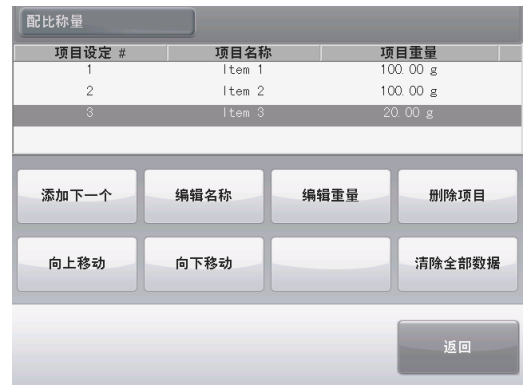 配比称量
项目设定 # 项目名称 项目重量
1 Item 1 100.00 g
2 Item 2 100.00 g
3 Item 3 20.00 g
添加下一个 编辑名称 编辑重量 删除项目
向上移动 向下移动 清除全部数据
返回